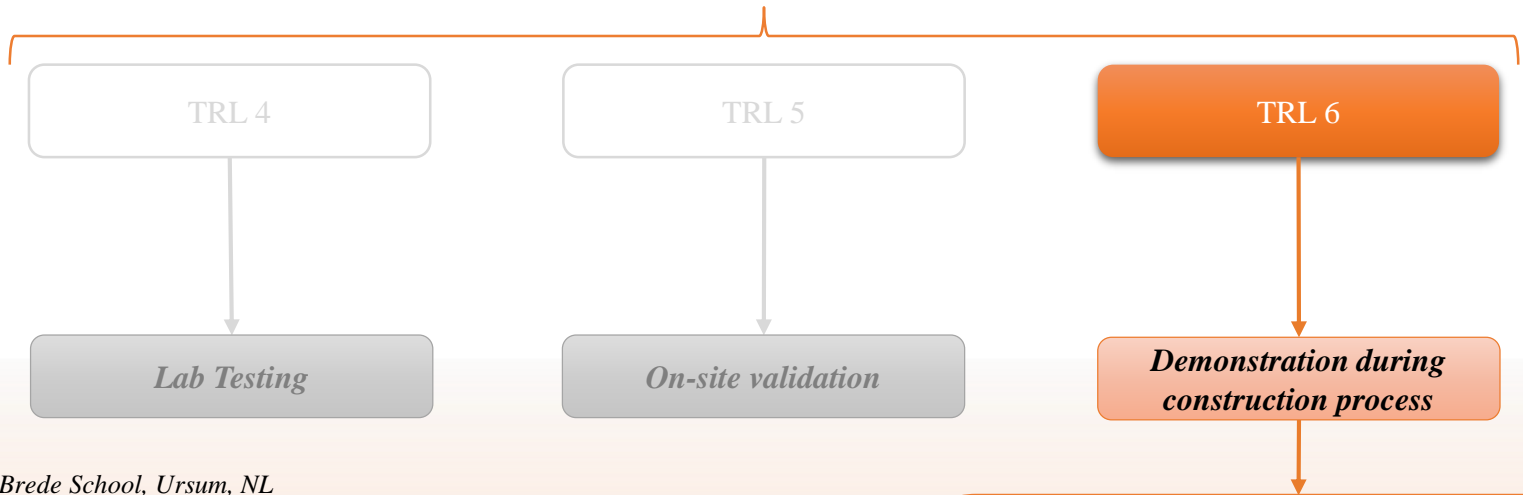 TRL 4
TRL 5
TRL 6
Lab Testing
On-site validation
Demonstration during
construction process
Brede School, Ursum, NL